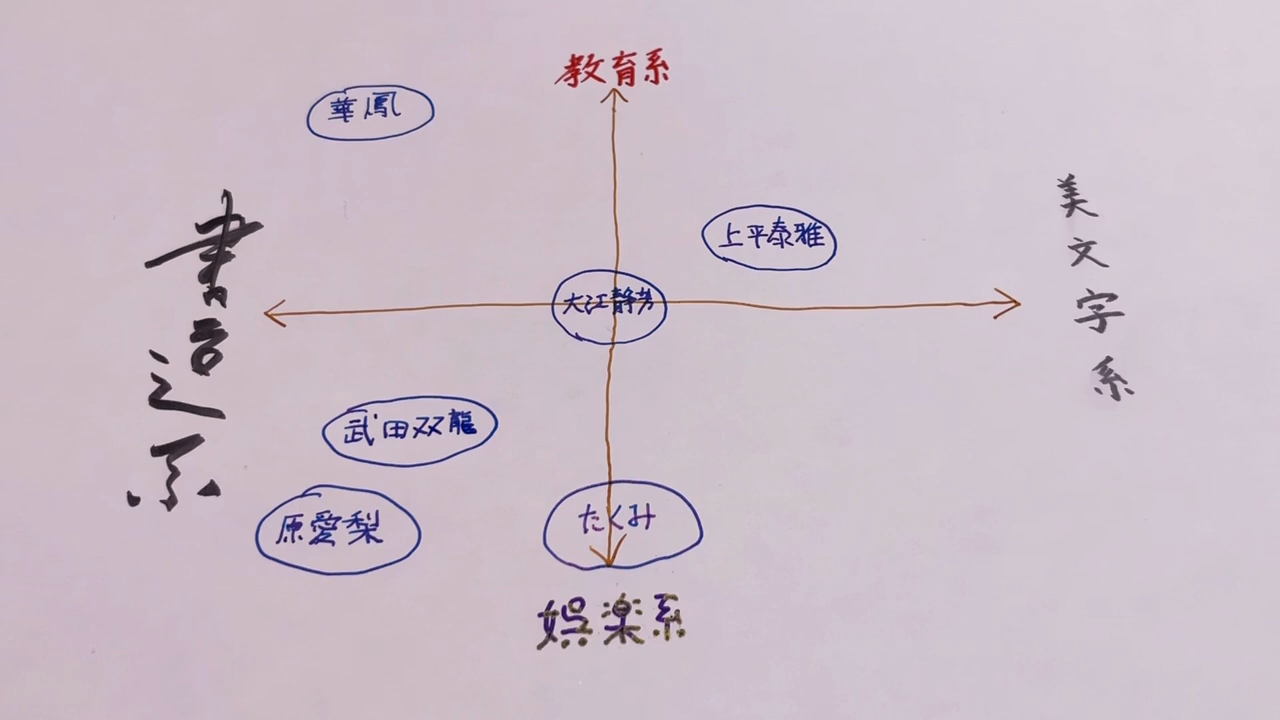 教育系
華鳳
書道系
美文字系
上平泰雅
大江静芳
武田双龍
原愛梨
たくみ
娯楽系